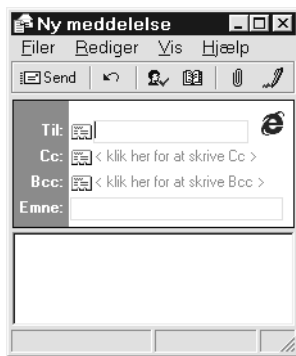 Ny meddelelse
Filer Rediger Vis Hjælp
Send
Til:
Cc: < klik her for at skrive Cc >
Bcc: < klik her for at skrive Bcc >
Emne: